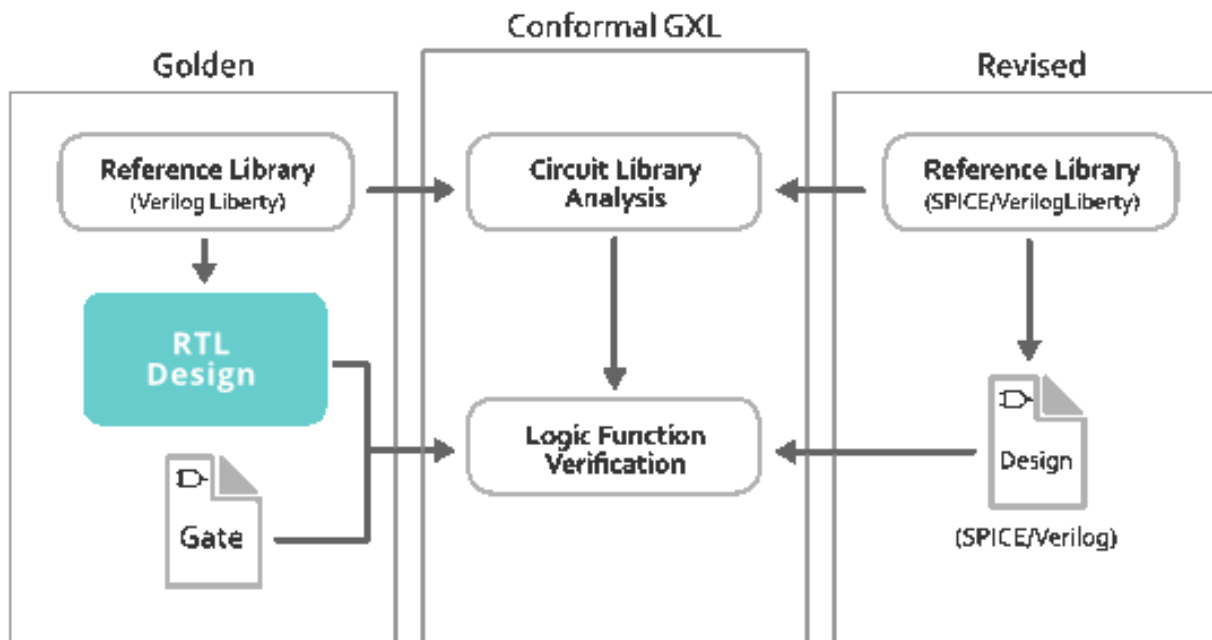 Conformal GXL
Golden
Revised
Reference Library
(Verilog Liberty)
Circuit Library
Analysis
Reference Library
(SPICE/VerilogLiberty)
RTL
Design
Logic Function
Verification
Gate
Design
(SPICE/Verilog)